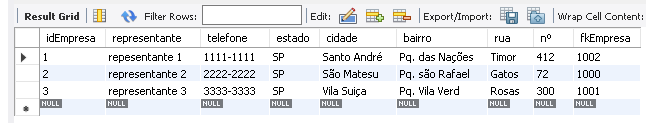 Result Grid Filter Rows: Edit: Export/Import: Wrap Cell Content:
idEmpresa representante telefone estado cidade bairro rua nº fkEmpresa
1 repesentante 1 1111-1111 SP Santo André Pq. das Nações Timor 412 1002
2 representante 2 2222-2222 SP São Matesu Pq. são Rafael Gatos 72 1000
3 representante 3 3333-3333 SP Vila Suiça Pq. Vila Verd Rosas 300 1001
NULL NULL NULL NULL NULL NULL NULL NULL NULL